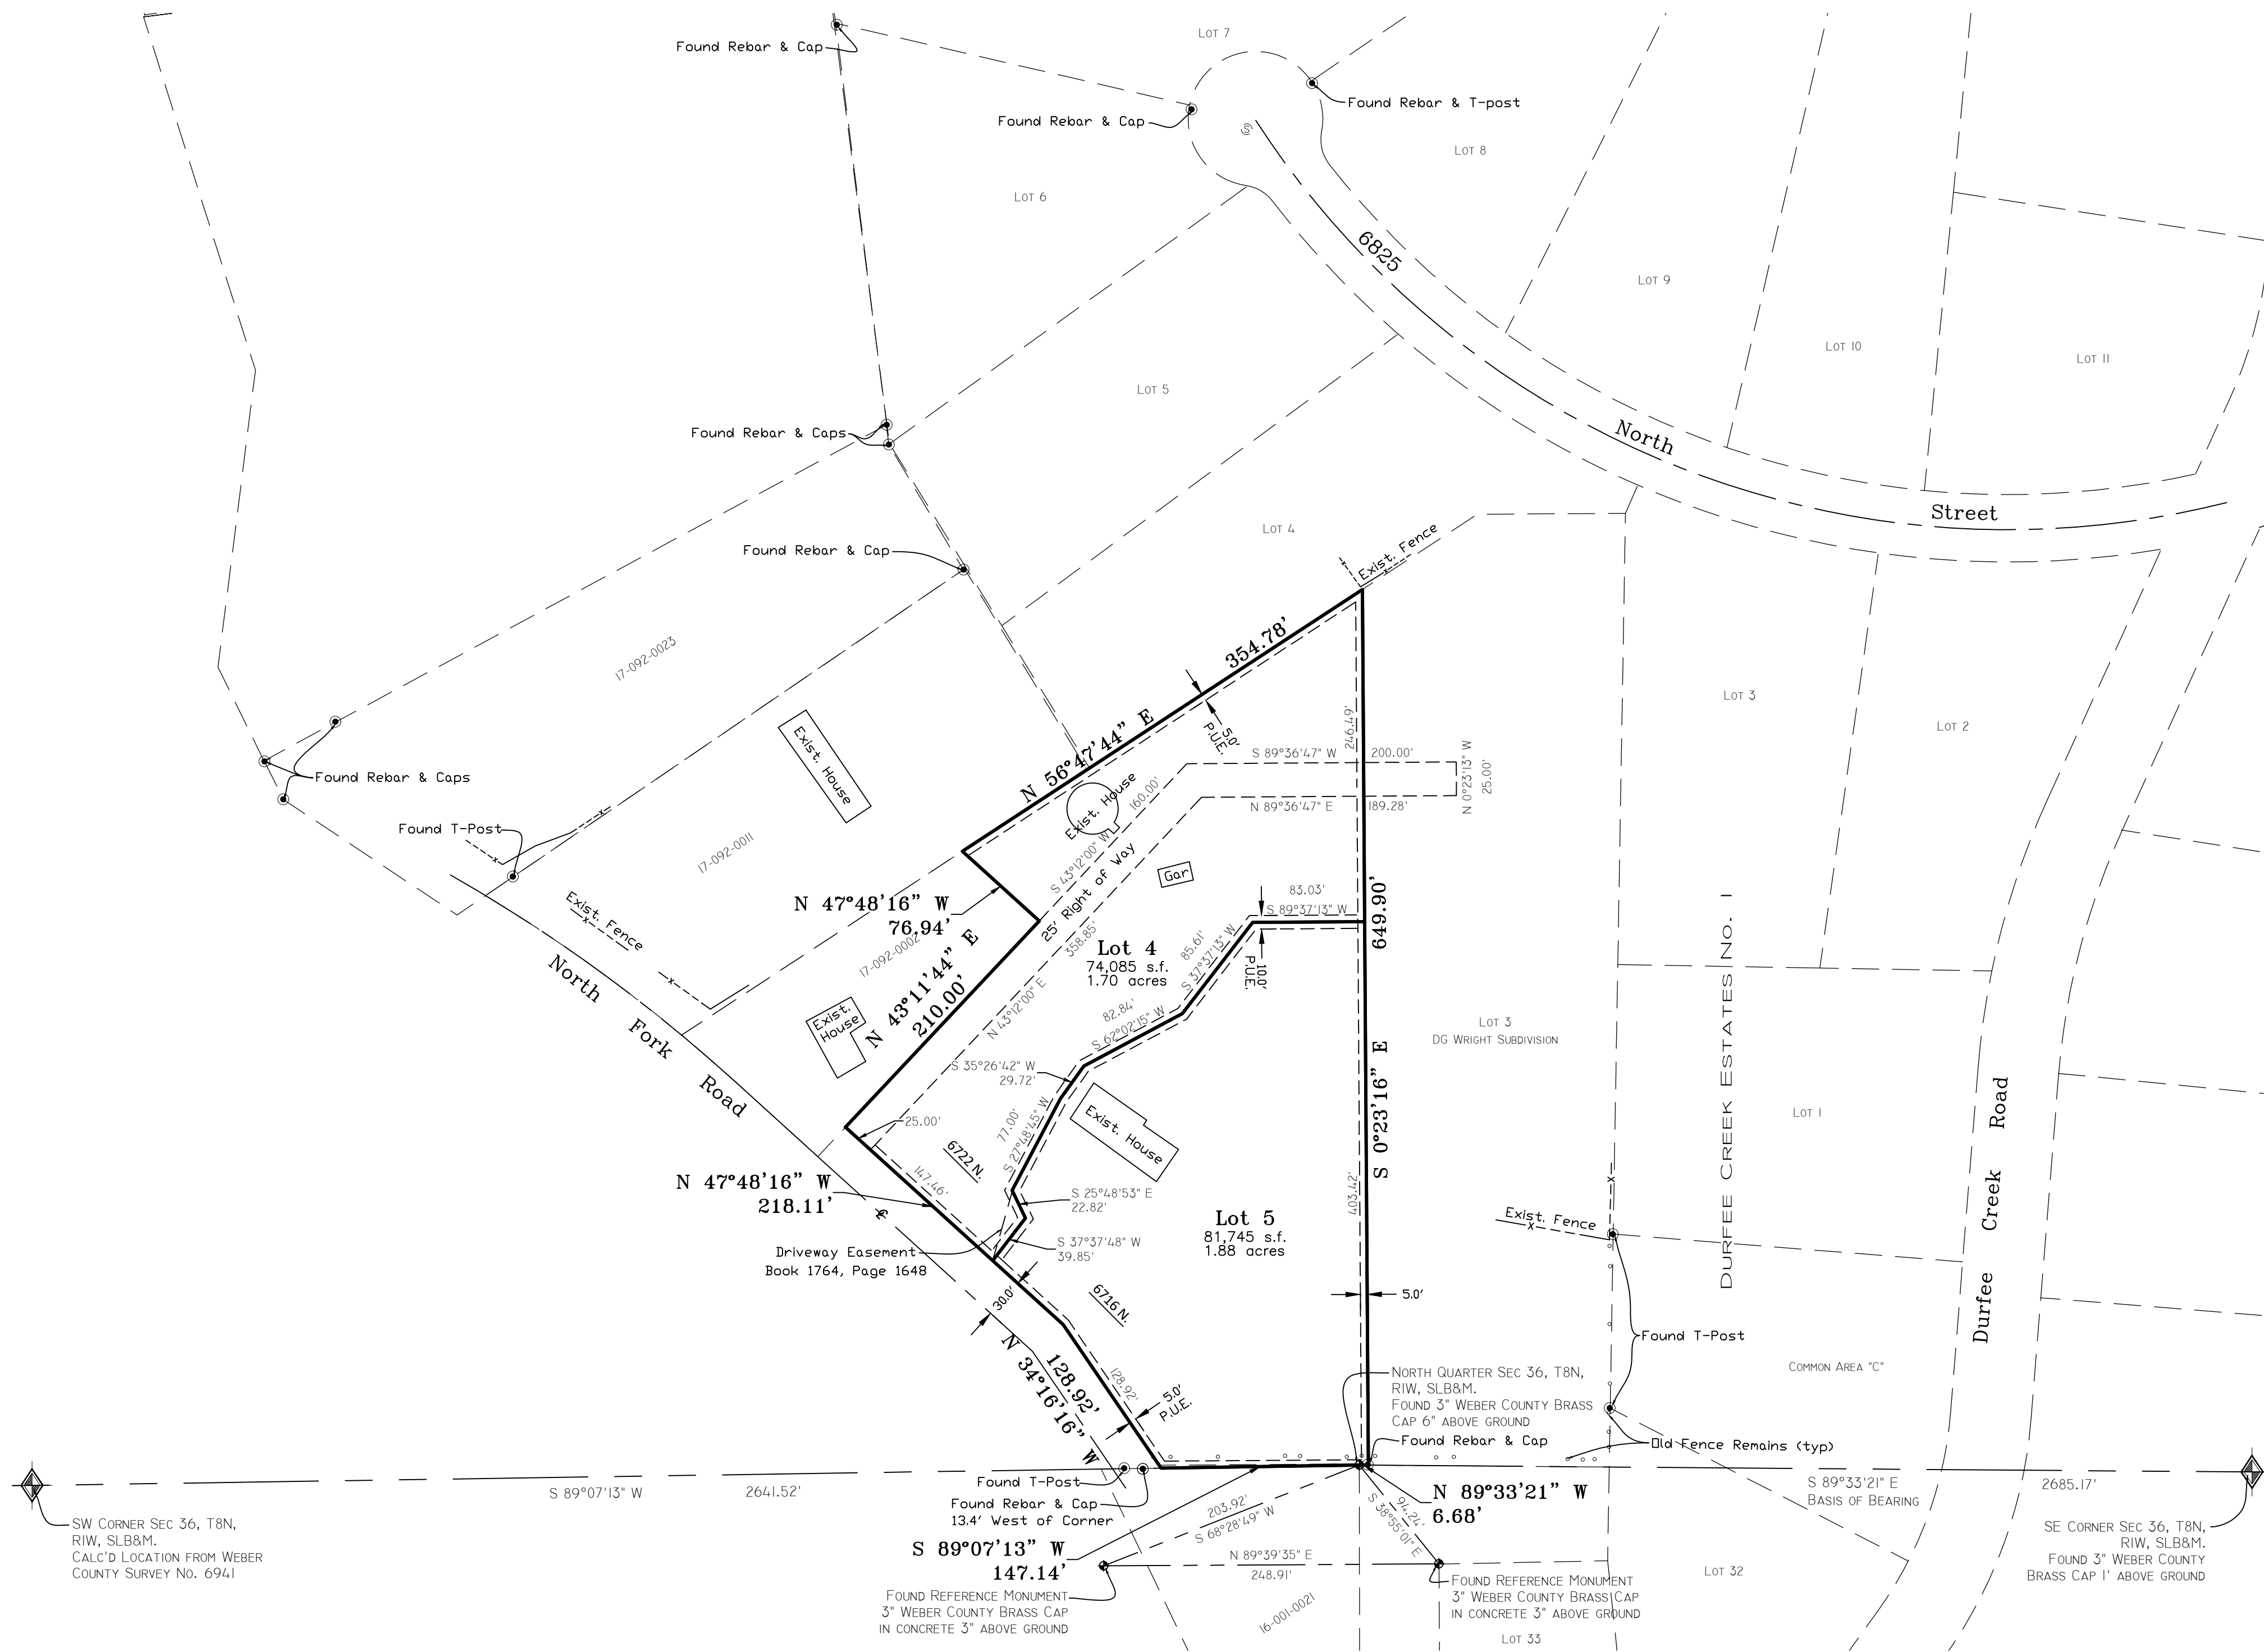 Found Rebar & Cap
Lot 7
Found Rebar & T-post
Found Rebar & Cap
Lot 8
Lot 6
(S)
6825
Lot 9
Lot 10
Lot 11
Lot 5
Found Rebar & Caps
North
Street
Lot 4
Exist. Fence
Found Rebar & Cap
17-092-0023
354.78'
Lot 3
Lot 2
N 56°47'44" E
5.0'
P.U.E.
246.49'
S 89°36'47" W
200.00'
N 0°23'13" W
25.00'
Exist. House
Found Rebar & Caps
Exist. House
160.00'
N 89°36'47" E
189.28'
Found T-Post
17-092-0011
S 43°12'00" W
25' Right of Way
Gar
N 47°48'16" W
76.94'
83.03'
S 89°37'13" W
649.90'
Exist. Fence
17-092-0002
358.85'
Lot 4
74,085 s.f.
1.70 acres
85.61'
S 37°37'13" W
10.0'
P.U.E.
North
Fork
Road
N 43°11'44" E
210.00'
N 43°12'00" E
Exist.
House
82.84'
S 62°02'15" W
Lot 3
DG Wright Subdivision
Durfee Creek Estates No. 1
S 35°26'42" W
29.72'
S 0°23'16" E
Durfee Creek Road
Lot 1
25.00'
77.00'
S 27°48'45" W
Exist. House
6722 N.
N 47°48'16" W
218.11'
147.46'
S 25°48'53" E
22.82'
403.42'
Lot 5
81,745 s.f.
1.88 acres
Exist. Fence
℄
Driveway Easement
Book 1764, Page 1648
S 37°37'48" W
39.85'
30.0'
6716 N.
5.0'
Found T-Post
N 34°16'16" W
128.92'
128.92'
5.0'
P.U.E.
North Quarter Sec 36, T8N,
R1W, SLB&M.
Found 3" Weber County Brass
Cap 6" above ground
Common Area "C"
Found Rebar & Cap
Old Fence Remains (typ)
S 89°07'13" W
2641.52'
Found T-Post
Found Rebar & Cap
13.4' West of Corner
N 89°33'21" W
6.68'
S 89°33'21" E
Basis of Bearing
2685.17'
203.92'
S 68°28'49" W
94.24'
S 38°55'01" E
SW Corner Sec 36, T8N,
R1W, SLB&M.
Calc'd Location from Weber
County Survey No. 6941
SE Corner Sec 36, T8N,
R1W, SLB&M.
Found 3" Weber County
Brass Cap 1' above ground
S 89°07'13" W
147.14'
N 89°39'35" E
248.91'
Found Reference Monument
3" Weber County Brass Cap
in concrete 3" above ground
Found Reference Monument
3" Weber County Brass Cap
in concrete 3" above ground
16-001-0021
Lot 32
Lot 33